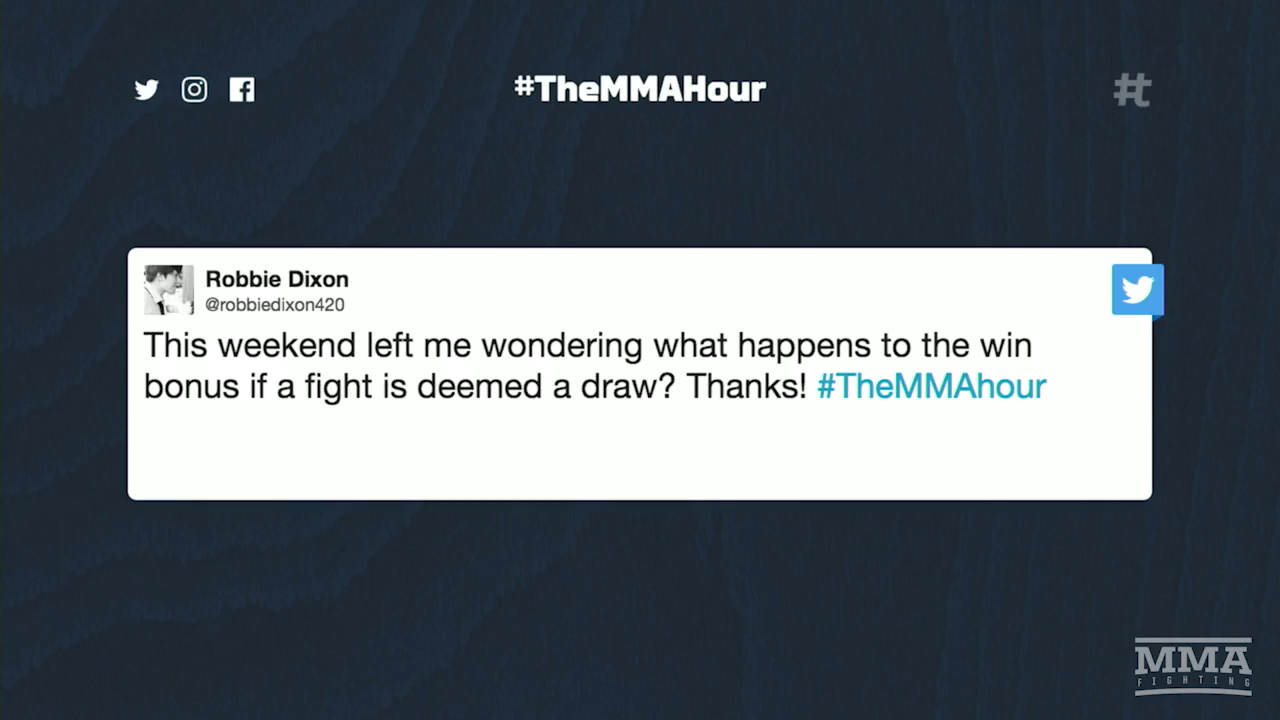 #TheMMAHour
Robbie Dixon
@robbiedixon420
This weekend left me wondering what happens to the win
bonus if a fight is deemed a draw? Thanks! #TheMMAhour
MMA
FIGHTING